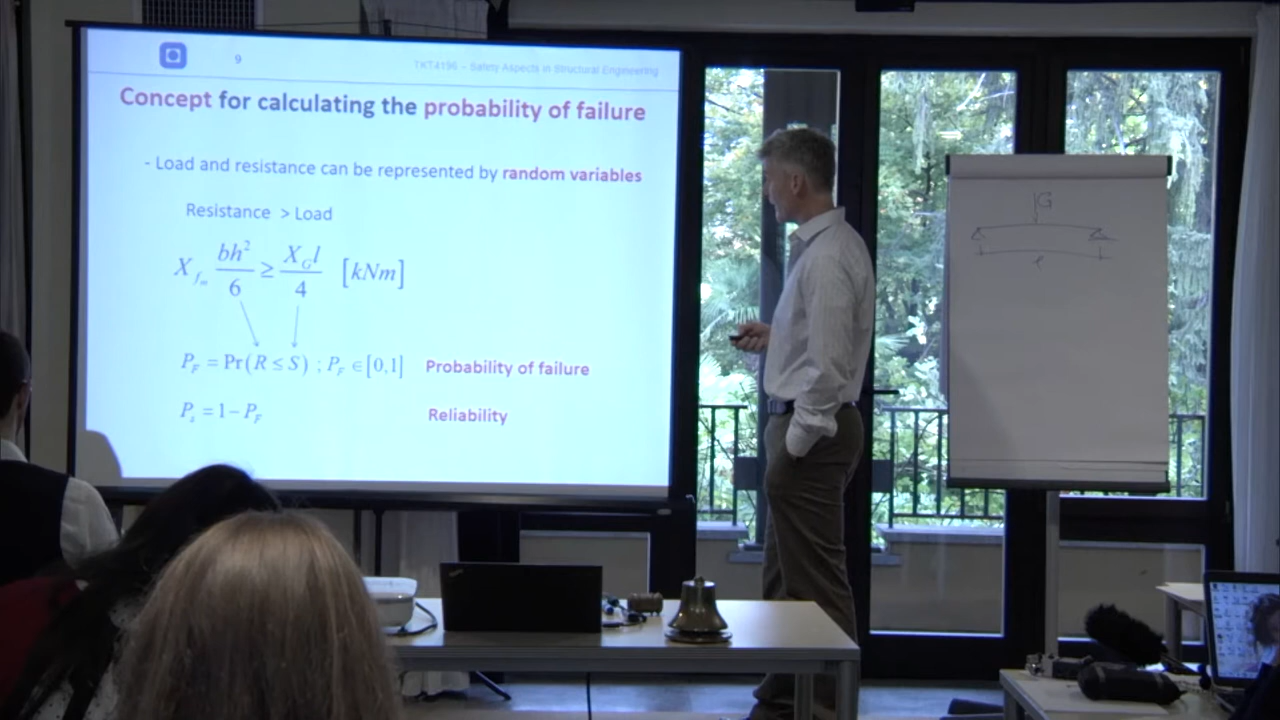 9
TKT4196 – Safety Aspects in Structural Engineering
Concept for calculating the probability of failure
- Load and resistance can be represented by random variables
Resistance > Load
X_{f_m} bh²/6 ≥ X_G l/4 [kNm]
P_F = Pr(R ≤ S) ; P_F ∈ [0,1] Probability of failure
P_s = 1 − P_F Reliability
G
ℓ